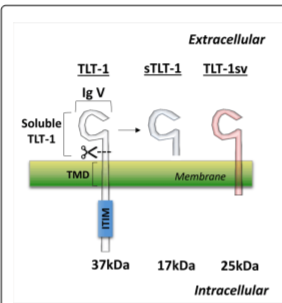 Extracellular
TLT-1 sTLT-1 TLT-1sv
Ig V
Soluble
TLT-1
TMD Membrane
ITIM
37kDa 17kDa 25kDa
Intracellular